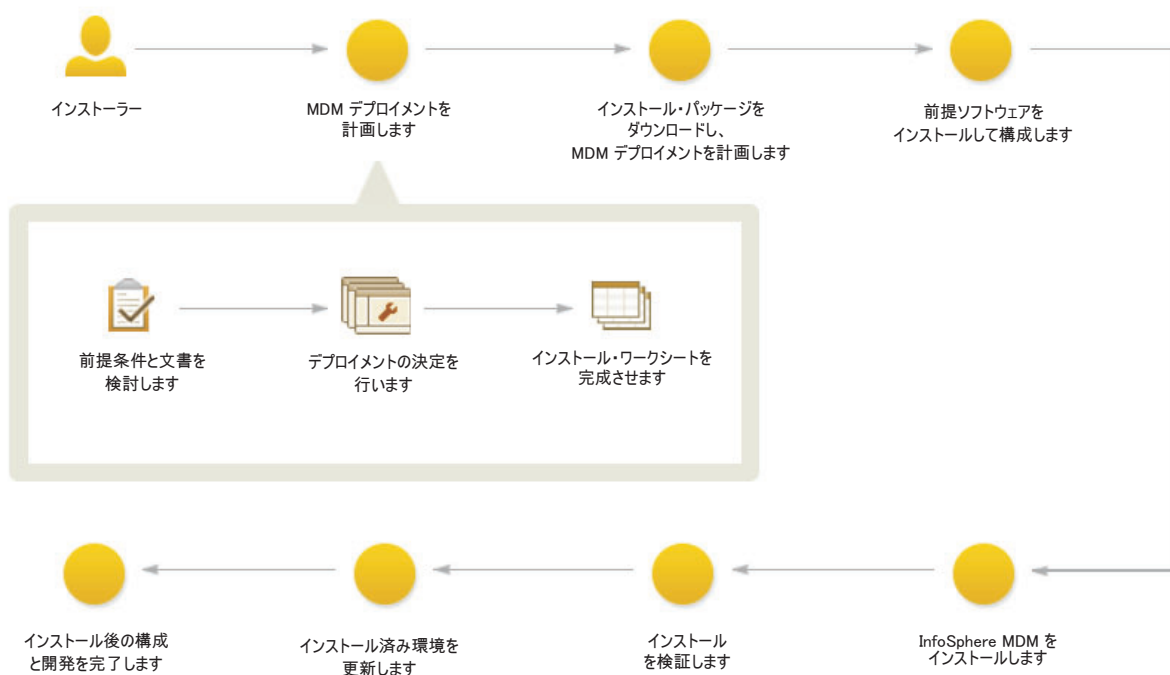 インストーラー
MDM デプロイメントを
計画します
インストール・パッケージを
ダウンロードし、
MDM デプロイメントを計画します
前提ソフトウェアを
インストールして構成します
前提条件と文書を
検討します
デプロイメントの決定を
行います
インストール・ワークシートを
完成させます
インストール後の構成
と開発を完了します
インストール済み環境を
更新します
インストール
を検証します
InfoSphere MDM を
インストールします